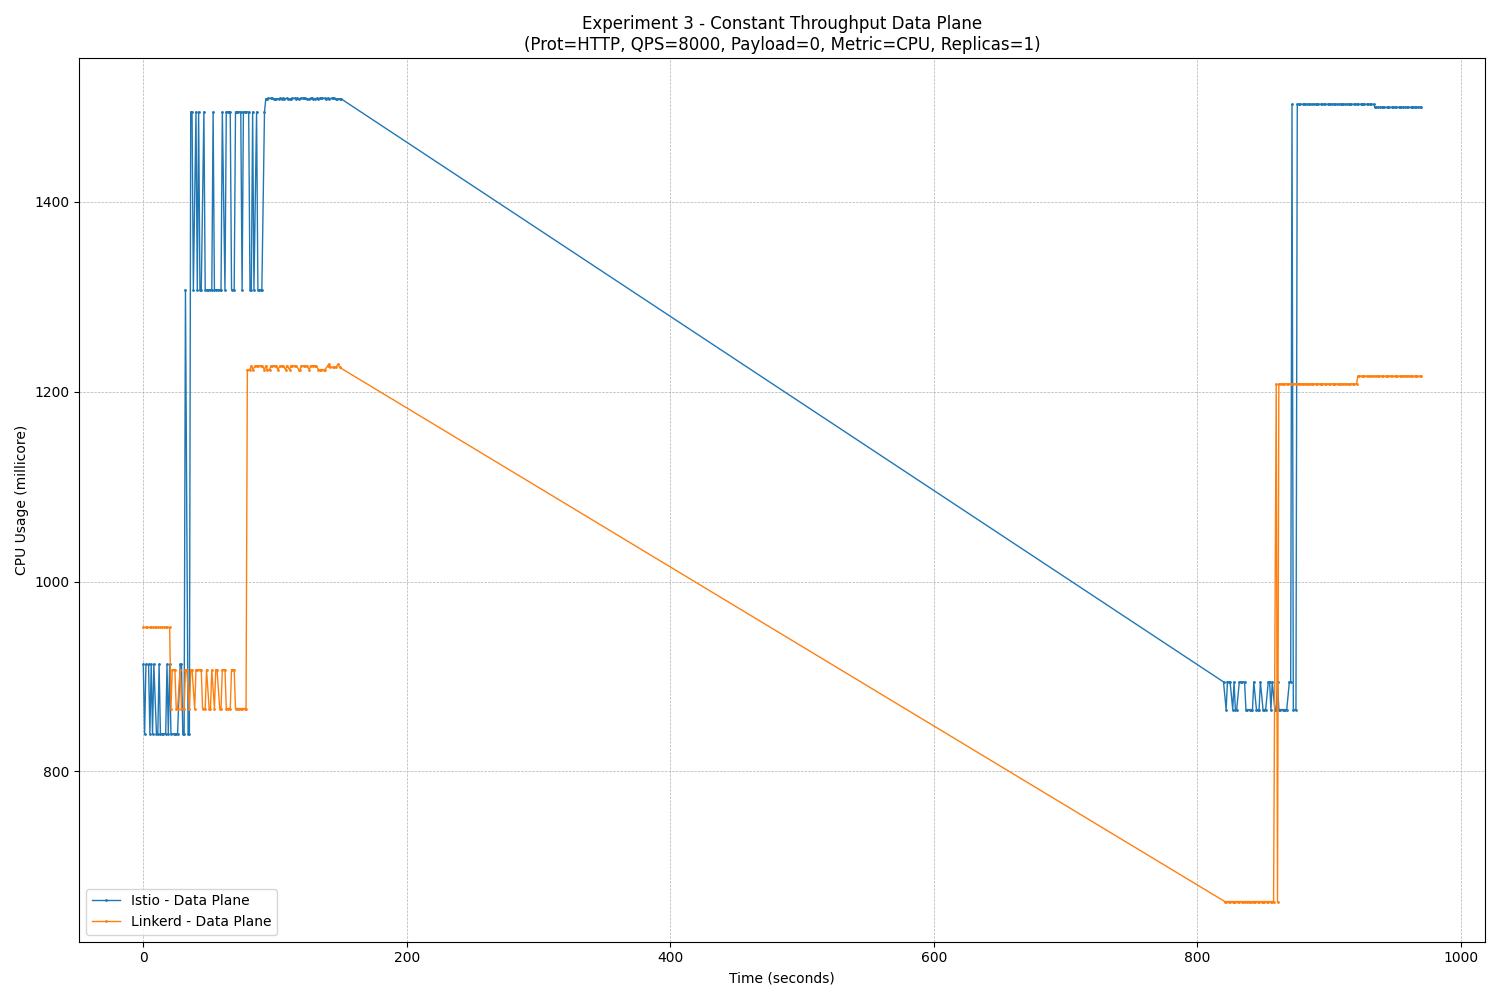 Experiment 3 - Constant Throughput Data Plane
(Prot=HTTP, QPS=8000, Payload=0, Metric=CPU, Replicas=1)
CPU Usage (millicore)
1400
1200
1000
800
Istio - Data Plane
Linkerd - Data Plane
0 200 400 600 800 1000
Time (seconds)